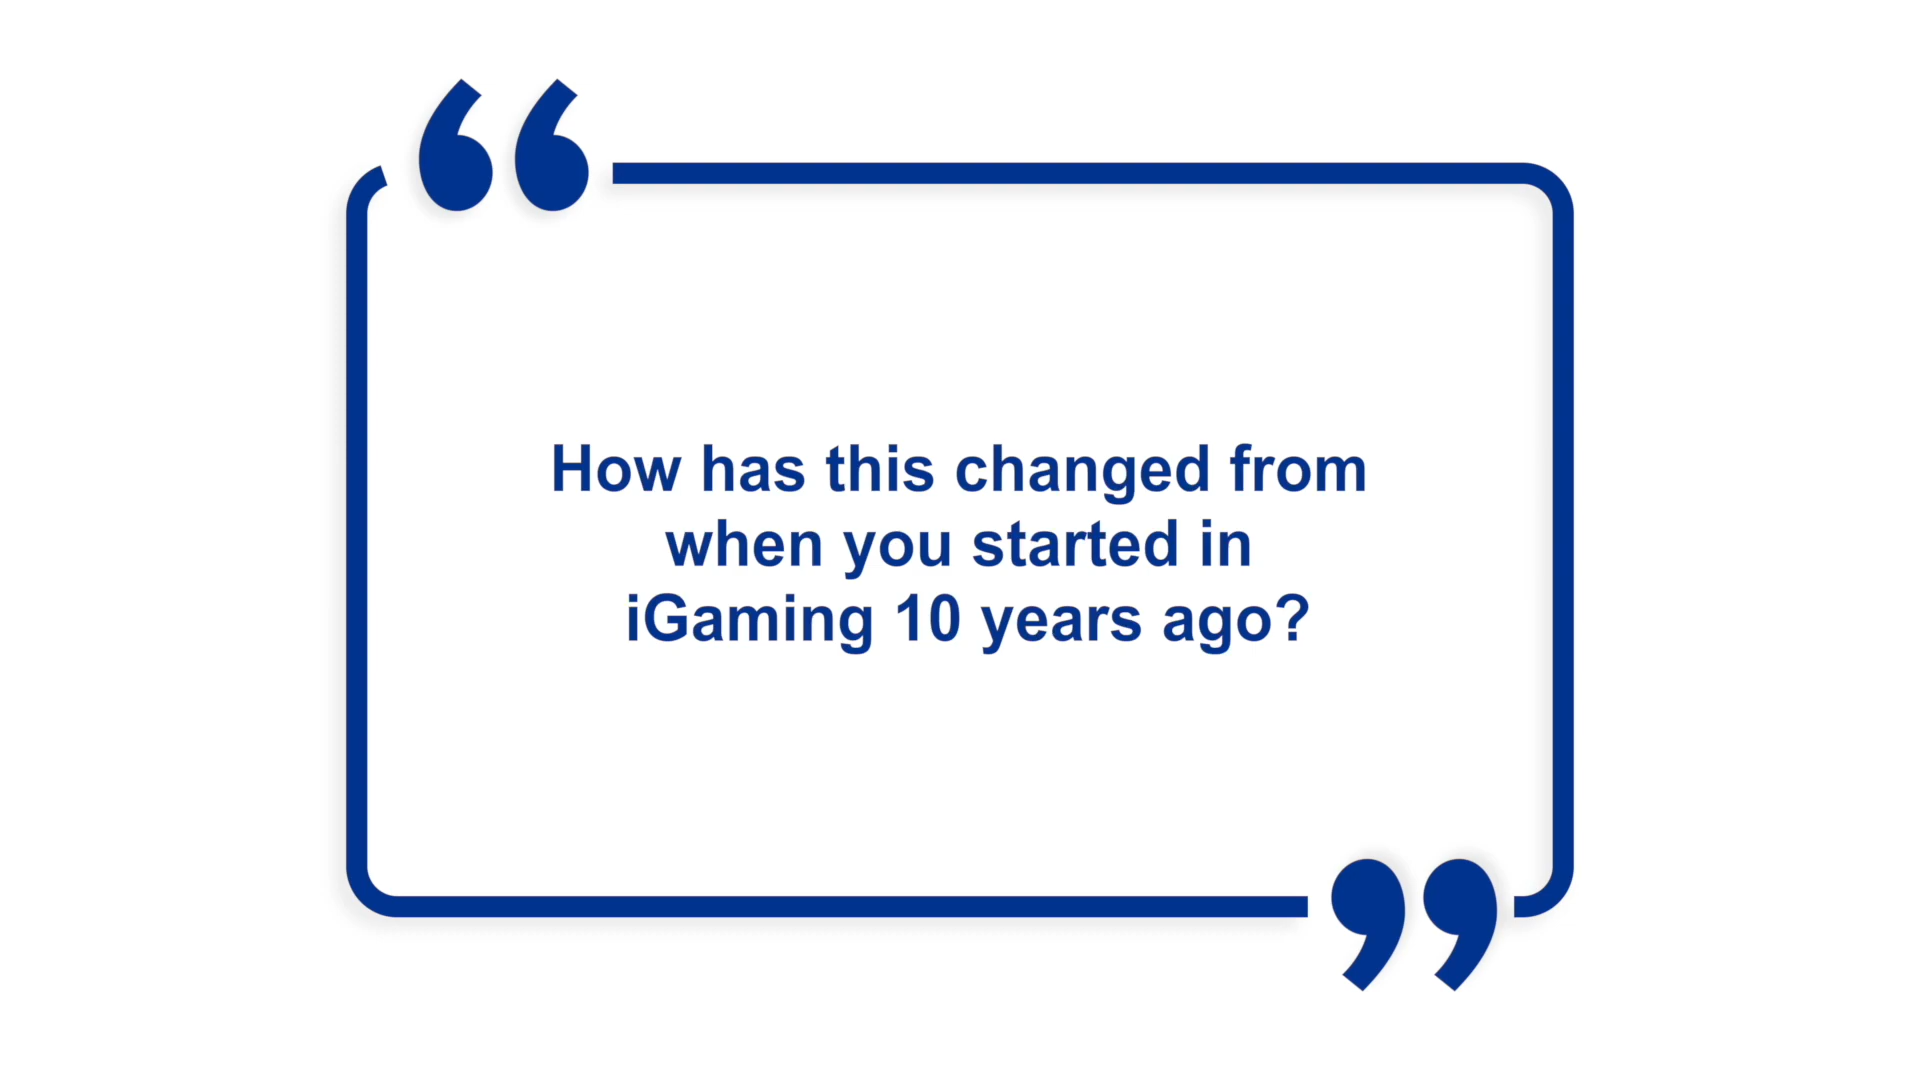 How has this changed from
when you started in
iGaming 10 years ago?